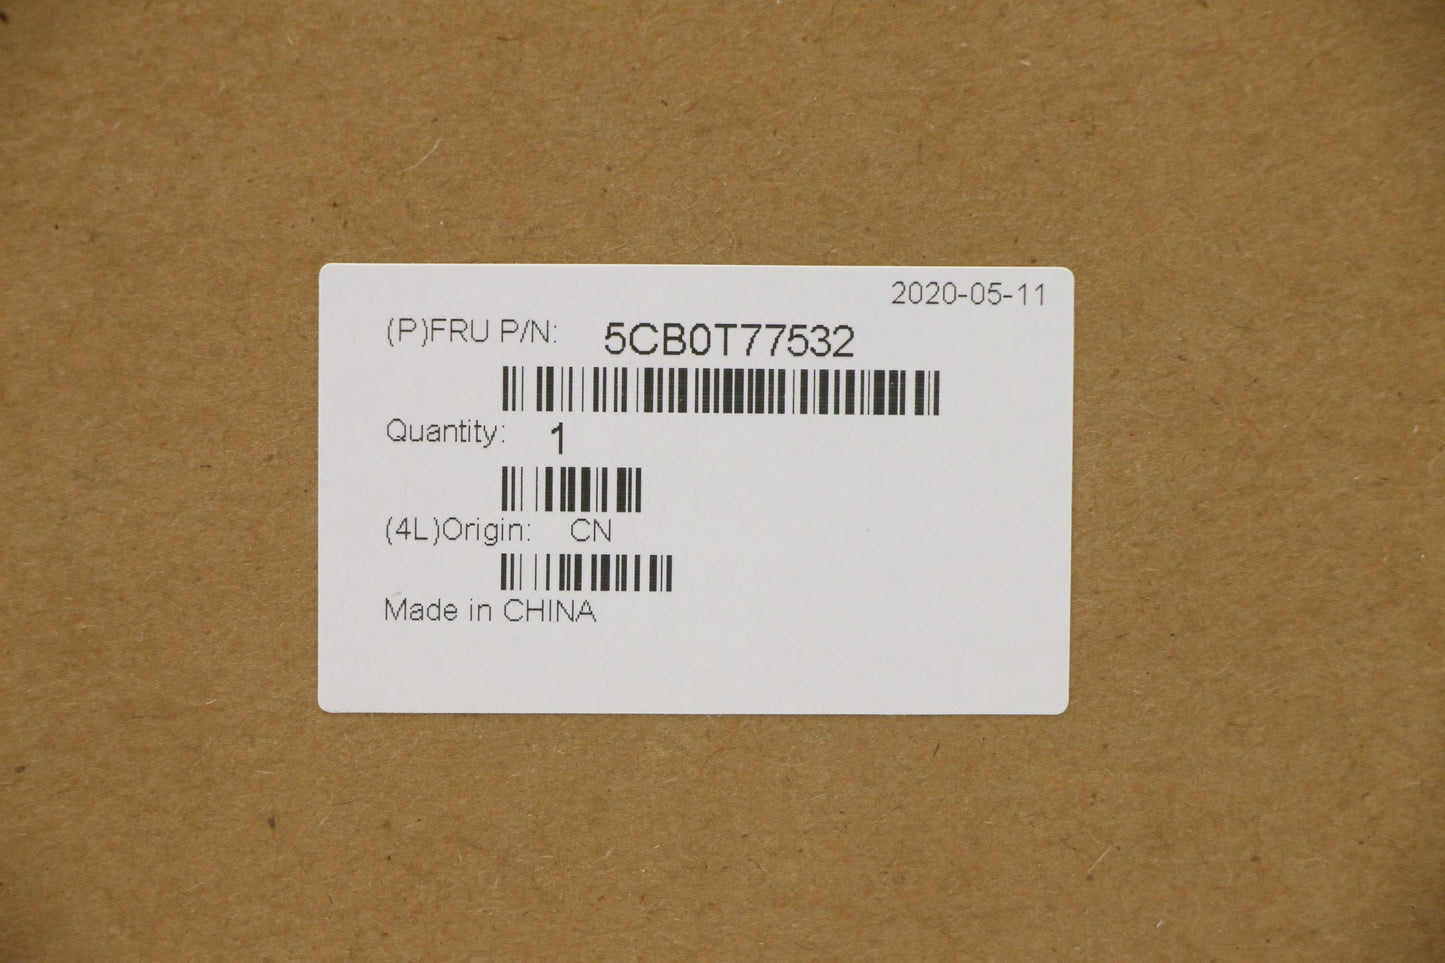 2020-05-11
(P)FRU P/N: 5CB0T77532
Quantity: 1
(4L)Origin: CN
Made in CHINA